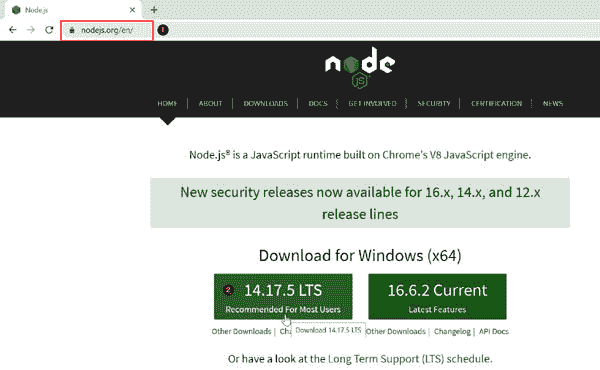 Node.js
nodejs.org/en/
1
node
JS
HOME | ABOUT | DOWNLOADS | DOCS | GET INVOLVED | SECURITY | CERTIFICATION | NEWS
Node.js® is a JavaScript runtime built on Chrome's V8 JavaScript engine.
New security releases now available for 16.x, 14.x, and 12.x
release lines
Download for Windows (x64)
2 14.17.5 LTS
Recommended For Most Users
16.6.2 Current
Latest Features
Other Downloads | Download 14.17.5 LTS
Other Downloads | Changelog | API Docs
Or have a look at the Long Term Support (LTS) schedule.